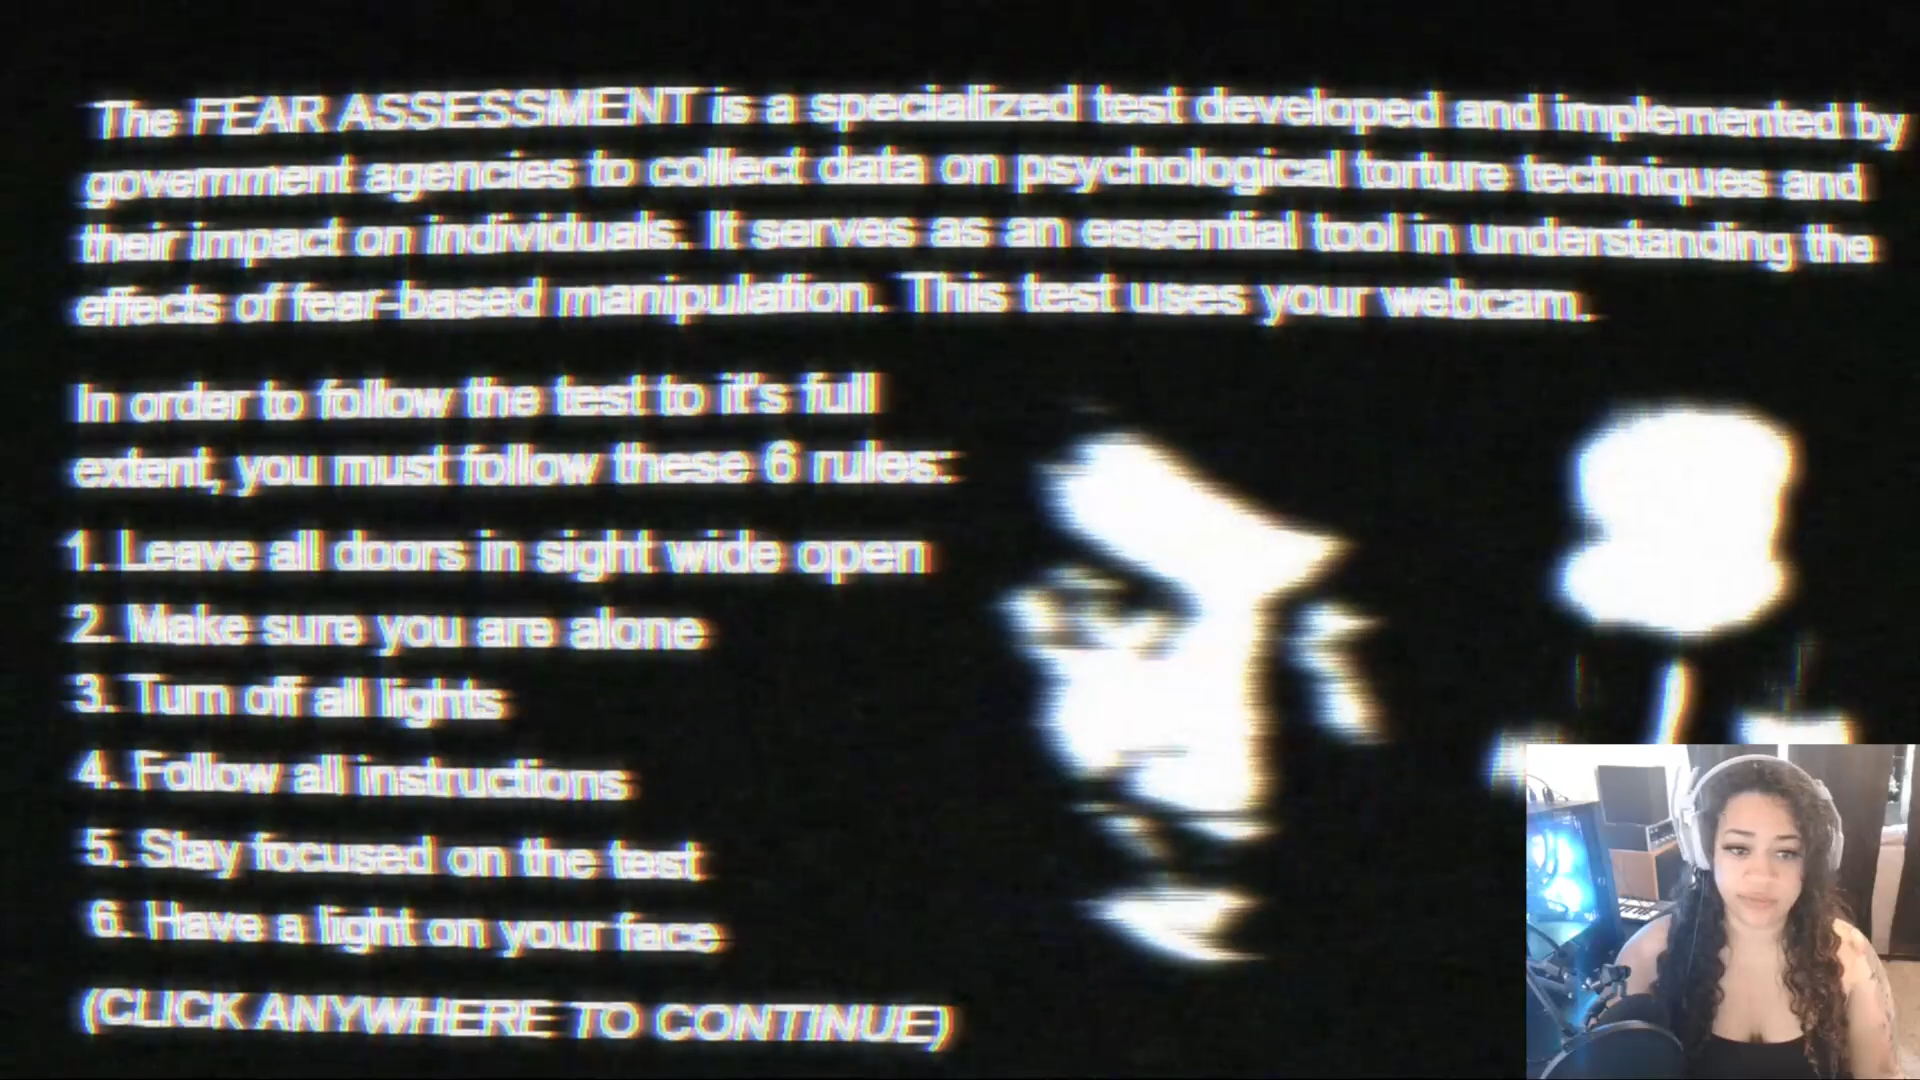 The FEAR ASSESSMENT is a specialized test developed and implemented by
government agencies to collect data on psychological torture techniques and
their impact on individuals. It serves as an essential tool in understanding the
effects of fear-based manipulation. This test uses your webcam.
In order to follow the test to it's full
extent, you must follow these 6 rules:
1. Leave all doors in sight wide open
2. Make sure you are alone
3. Turn off all lights
4. Follow all instructions
5. Stay focused on the test
6. Have a light on your face
(CLICK ANYWHERE TO CONTINUE)